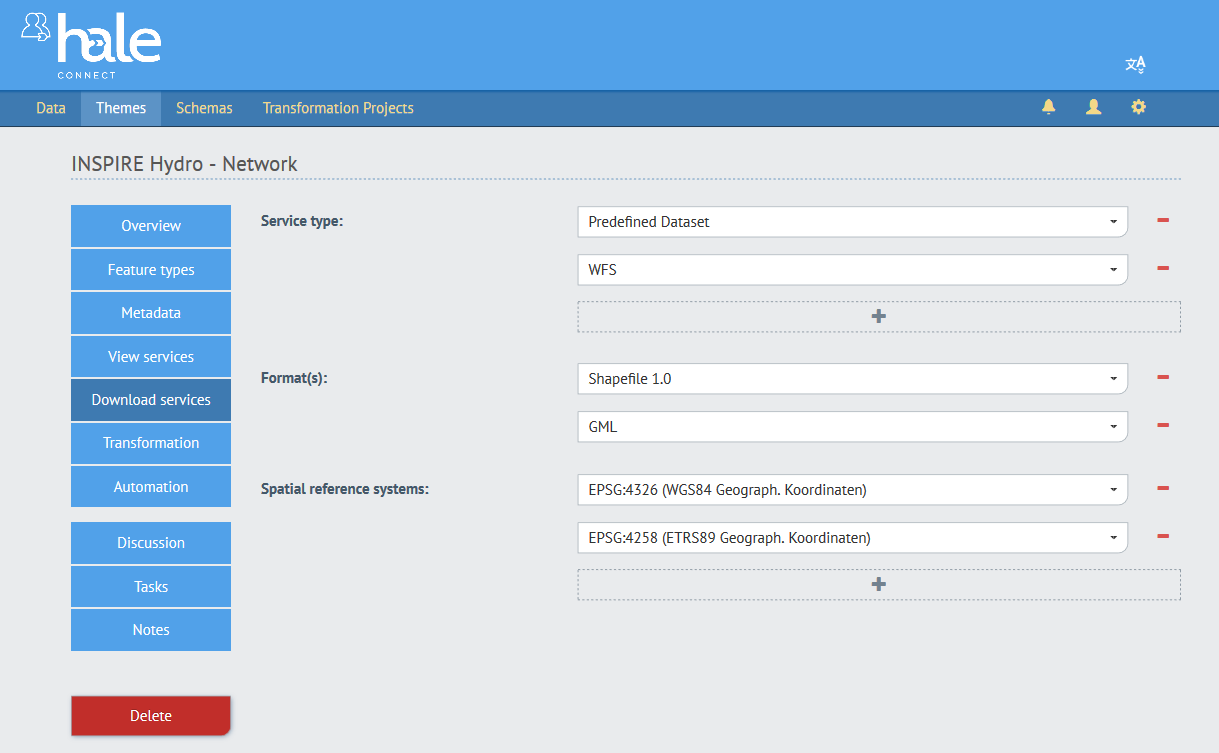 hale
CONNECT
Data Themes Schemas Transformation Projects
INSPIRE Hydro - Network
Overview
Feature types
Metadata
View services
Download services
Transformation
Automation
Discussion
Tasks
Notes
Delete
Service type:
Predefined Dataset
WFS
Format(s):
Shapefile 1.0
GML
Spatial reference systems:
EPSG:4326 (WGS84 Geograph. Koordinaten)
EPSG:4258 (ETRS89 Geograph. Koordinaten)